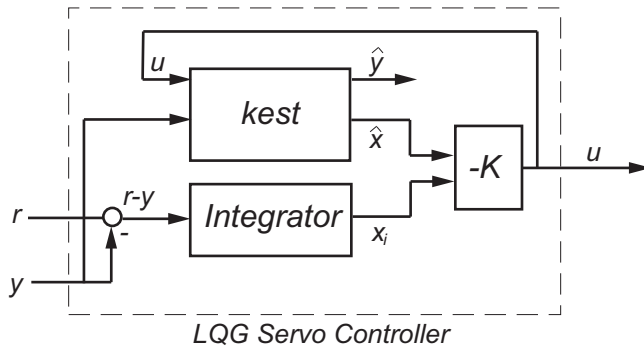 u
ŷ
kest
x̂
-K
u
r
r-y
-
Integrator
xᵢ
y
LQG Servo Controller